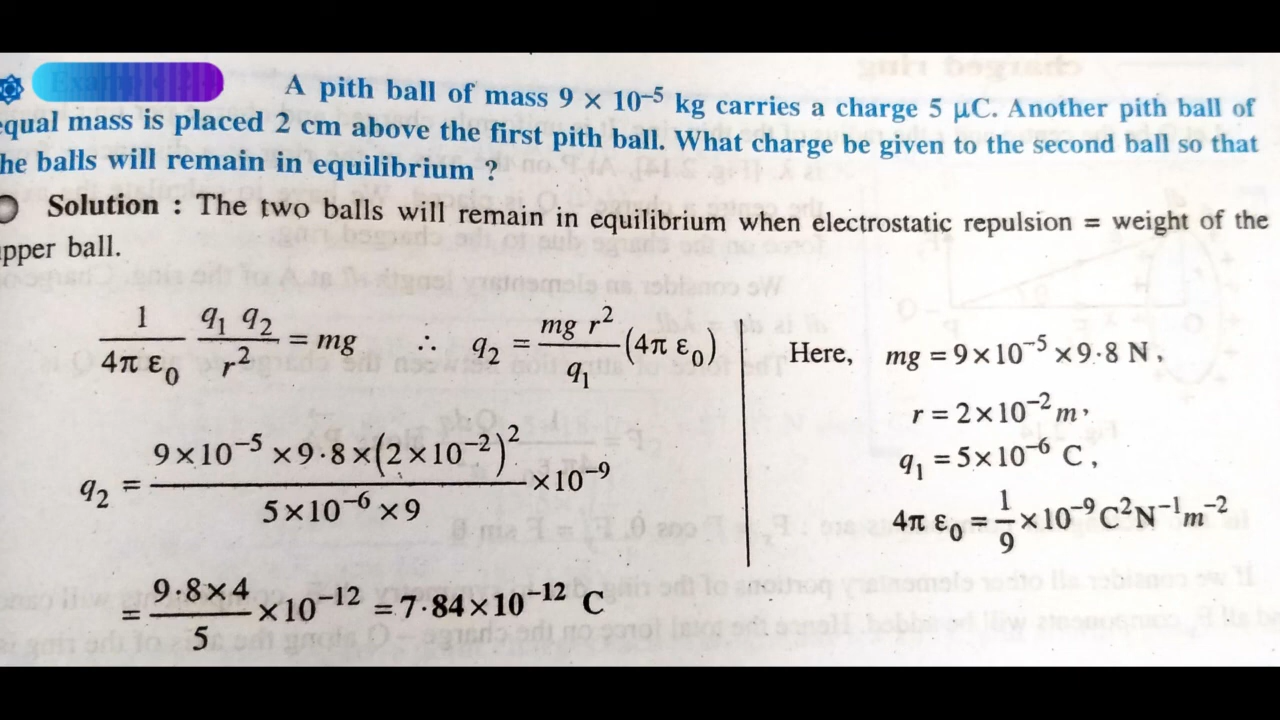 A pith ball of mass 9 × 10⁻⁵ kg carries a charge 5 μC. Another pith ball of
equal mass is placed 2 cm above the first pith ball. What charge be given to the second ball so that
he balls will remain in equilibrium ?
Solution : The two balls will remain in equilibrium when electrostatic repulsion = weight of the
pper ball.
1/(4π ε₀) q₁ q₂/r² = mg ∴ q₂ = mg r²/q₁ (4π ε₀)
Here, mg = 9×10⁻⁵ ×9·8 N,
r = 2×10⁻² m,
q₁ = 5×10⁻⁶ C,
4π ε₀ = 1/9 ×10⁻⁹ C²N⁻¹m⁻²
q₂ = 9×10⁻⁵ ×9·8×(2×10⁻²)²/5×10⁻⁶ ×9 ×10⁻⁹
= 9·8×4/5 ×10⁻¹² = 7·84×10⁻¹² C